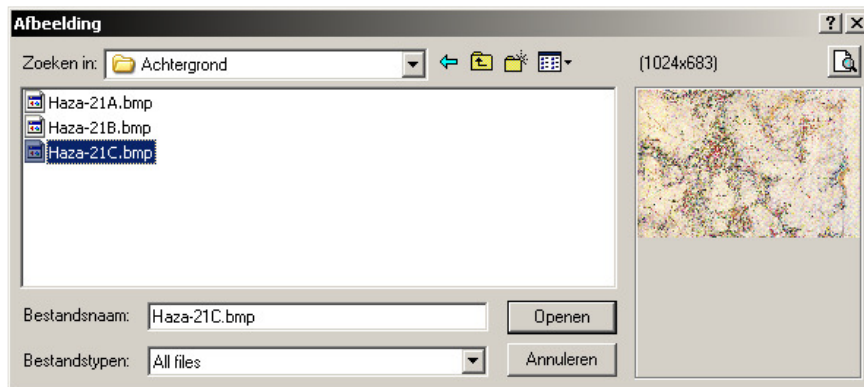 Afbeelding
Zoeken in: Achtergrond (1024x683)
Haza-21A.bmp
Haza-21B.bmp
Haza-21C.bmp
Bestandsnaam: Haza-21C.bmp Openen
Bestandstypen: All files Annuleren